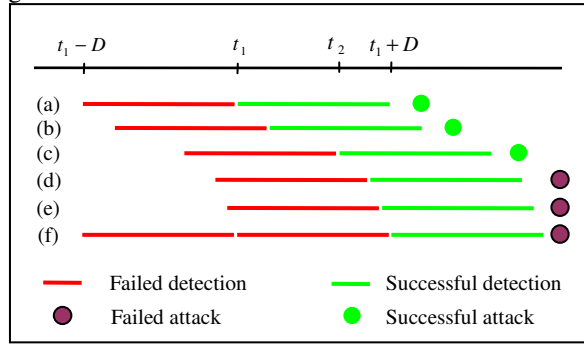 t₁ − D t₁ t₂ t₁ + D
(a)
(b)
(c)
(d)
(e)
(f)
Failed detection Successful detection
Failed attack Successful attack